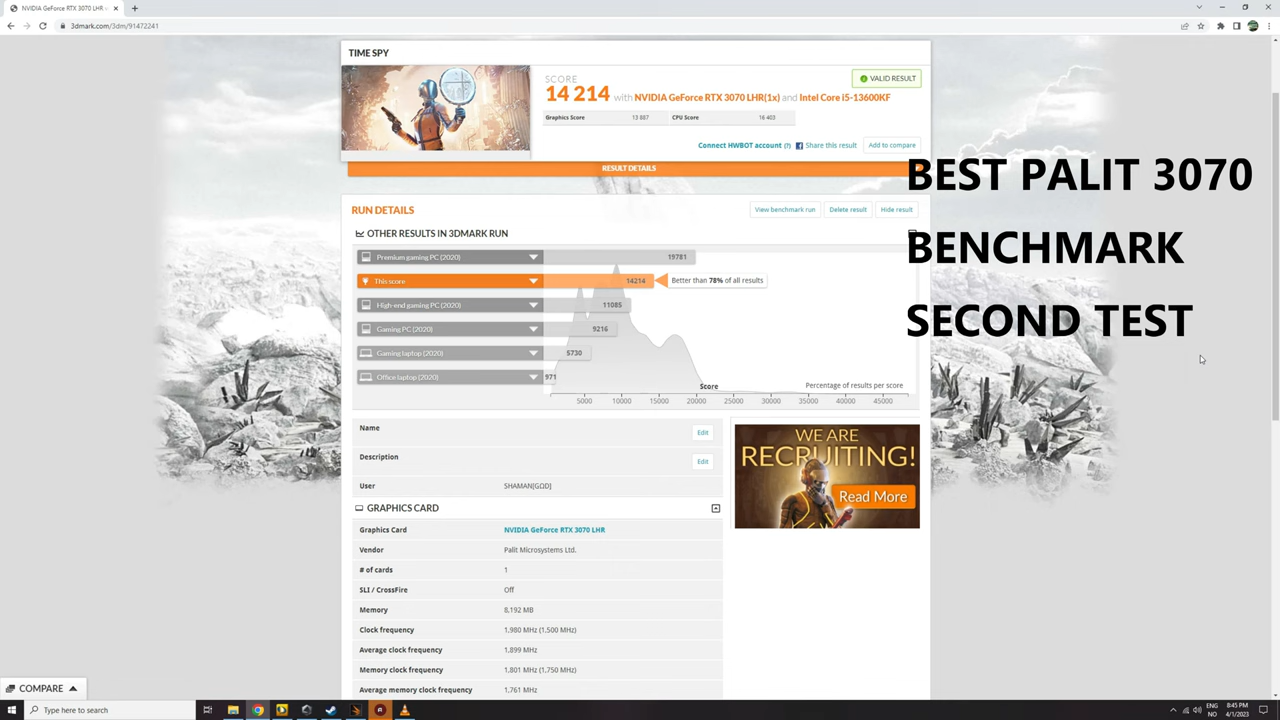 NVIDIA GeForce RTX 3070 LHR v
3dmark.com/3dm/91472241
TIME SPY
SCORE
14 214 with NVIDIA GeForce RTX 3070 LHR(1x) and Intel Core i5-13600KF
VALID RESULT
Graphics Score 13 887 CPU Score 16 403
Connect HWBOT account (?) Share this result Add to compare
RESULT DETAILS
BEST PALIT 3070
BENCHMARK
SECOND TEST
RUN DETAILS
View benchmark run Delete result Hide result
OTHER RESULTS IN 3DMARK RUN
Premium gaming PC (2020) 19781
This score 14214 Better than 78% of all results
High-end gaming PC (2020) 11085
Gaming PC (2020) 9216
Gaming laptop (2020) 5730
Office laptop (2020) 971
Score Percentage of results per score
5000 10000 15000 20000 25000 30000 35000 40000 45000
Name Edit
Description Edit
User SHAMAN[GΩD]
WE ARE
RECRUITING!
Read More
GRAPHICS CARD
Graphics Card NVIDIA GeForce RTX 3070 LHR
Vendor Palit Microsystems Ltd.
# of cards 1
SLI / CrossFire Off
Memory 8,192 MB
Clock frequency 1,980 MHz (1,500 MHz)
Average clock frequency 1,899 MHz
Memory clock frequency 1,801 MHz (1,750 MHz)
Average memory clock frequency 1,761 MHz
COMPARE
Type here to search
ENG
NO
8:45 PM
4/1/2023